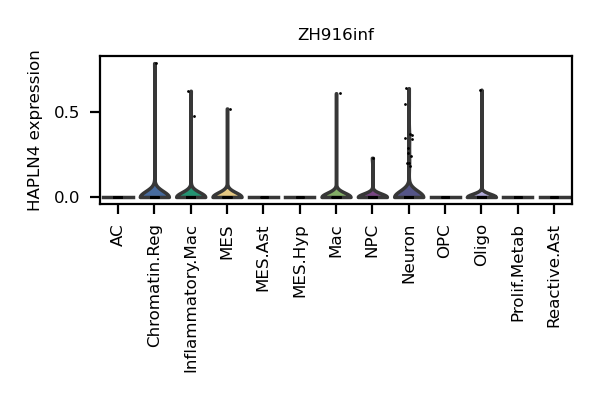 ZH916inf
HAPLN4 expression
0.5
0.0
AC
Chromatin.Reg
Inflammatory.Mac
MES
MES.Ast
MES.Hyp
Mac
NPC
Neuron
OPC
Oligo
Prolif.Metab
Reactive.Ast